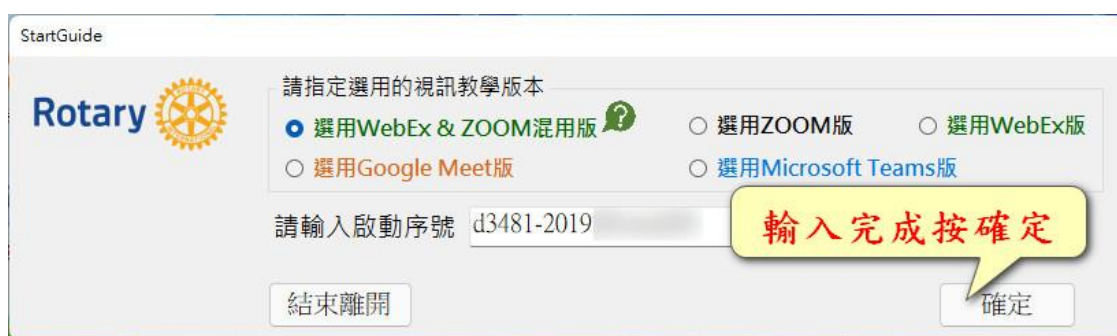 StartGuide
Rotary
請指定選用的視訊教學版本
選用WebEx & ZOOM混用版 ?
選用ZOOM版
選用WebEx版
選用Google Meet版
選用Microsoft Teams版
請輸入啟動序號 d3481-2019
輸入完成按確定
結束離開
確定